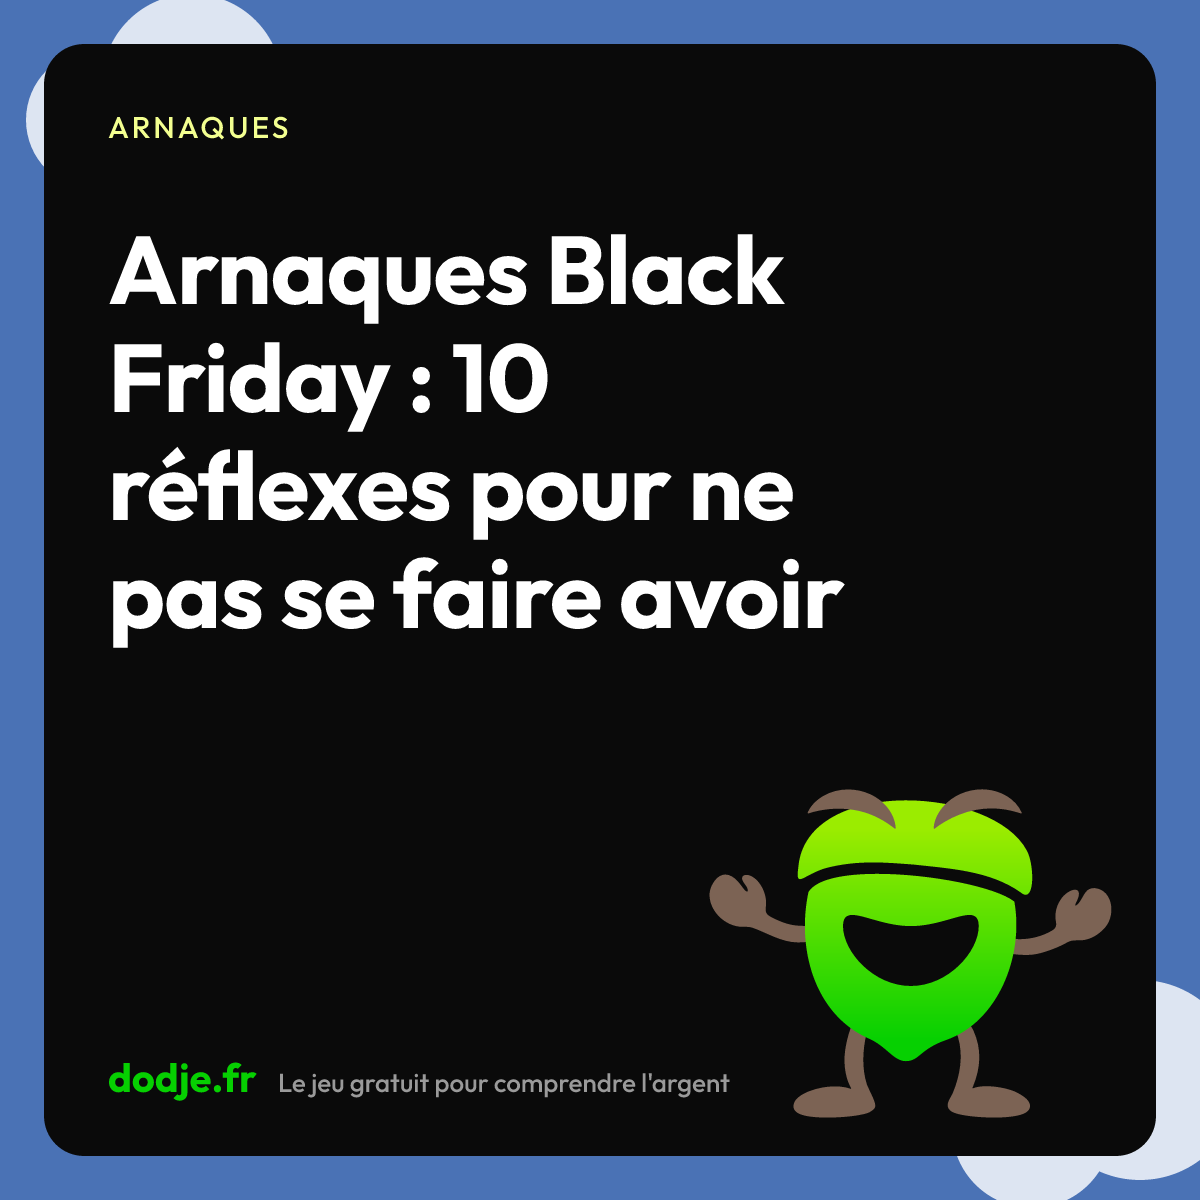 ARNAQUES
Arnaques Black
Friday : 10
réflexes pour ne
pas se faire avoir
dodje.fr Le jeu gratuit pour comprendre l'argent